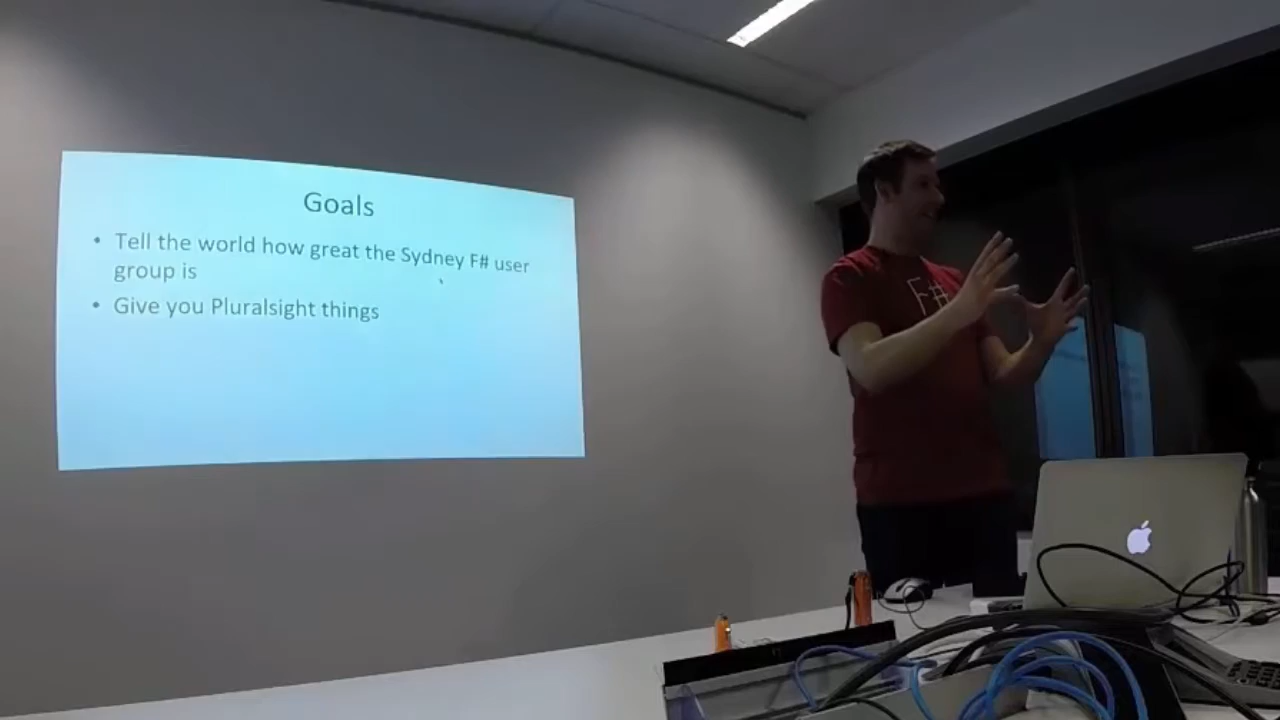 Goals
• Tell the world how great the Sydney F# user
group is
• Give you Pluralsight things
F#